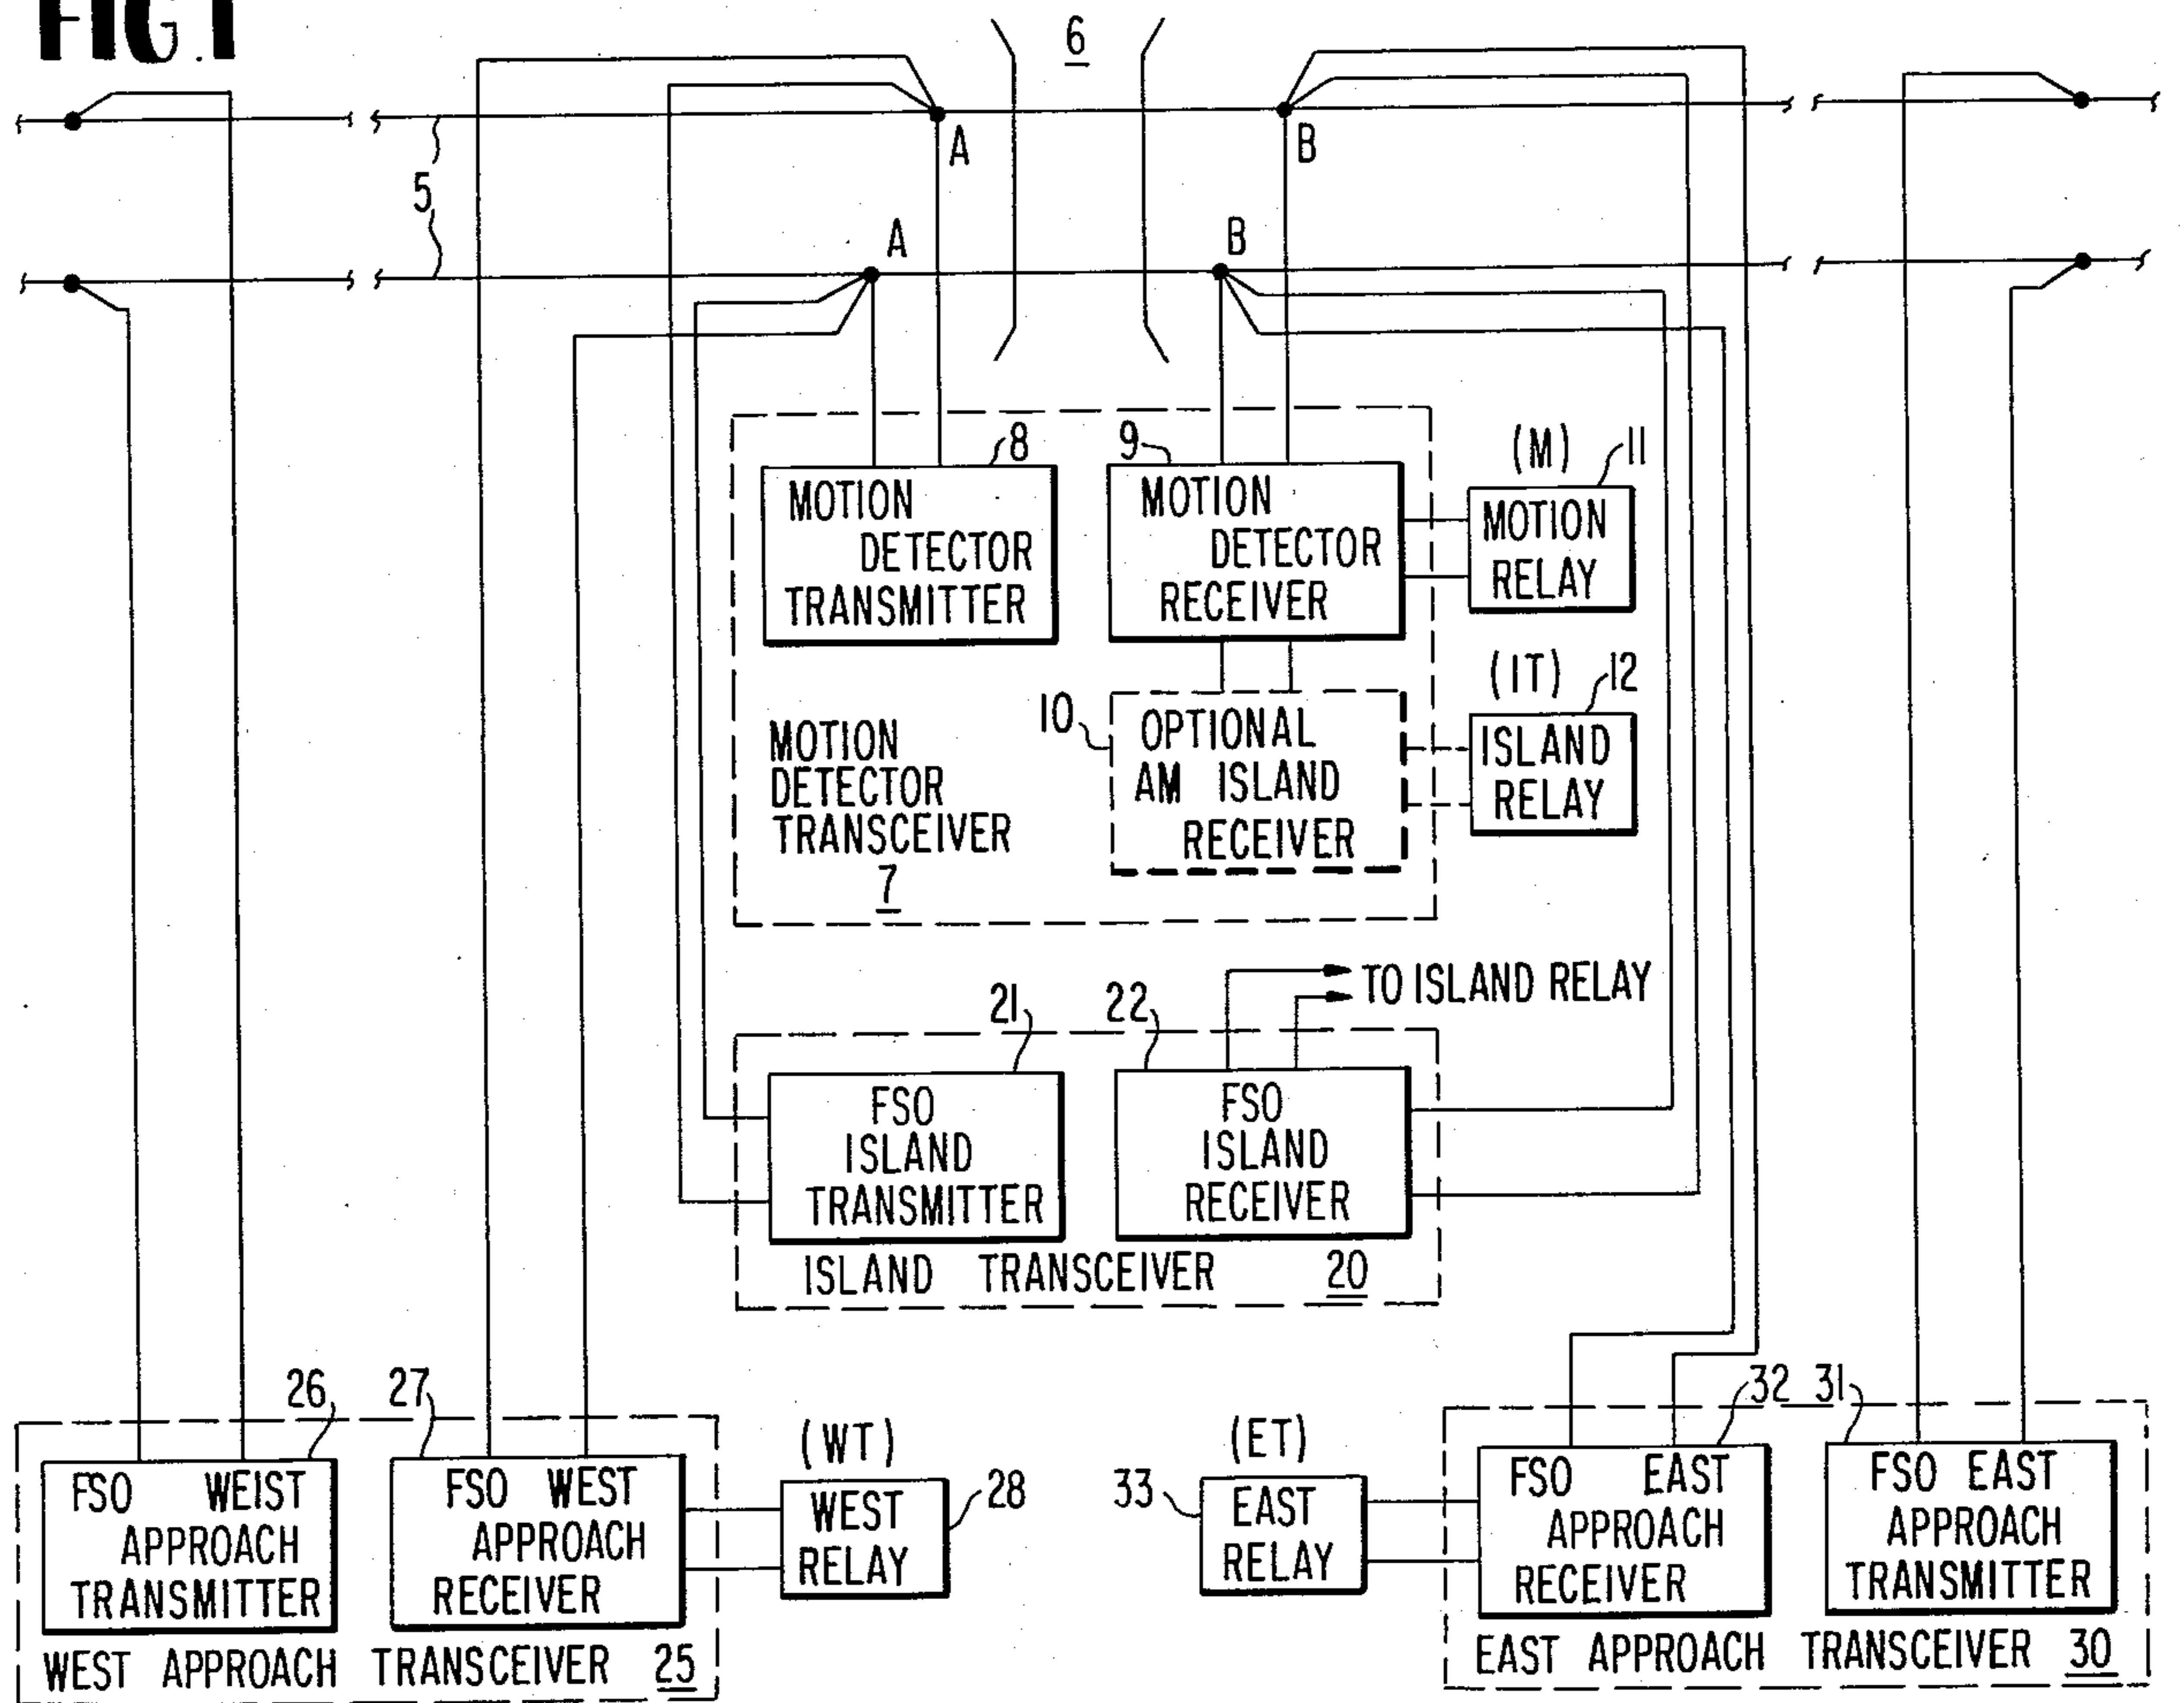 FIG.1
6
A
B
5
A
B
8
9
(M)
11
MOTION
DETECTOR
TRANSMITTER
MOTION
DETECTOR
RECEIVER
MOTION
RELAY
(IT)
12
10
OPTIONAL
AM ISLAND
RECEIVER
ISLAND
RELAY
MOTION
DETECTOR
TRANSCEIVER
7
TO ISLAND RELAY
21
22
FSO
ISLAND
TRANSMITTER
FSO
ISLAND
RECEIVER
ISLAND TRANSCEIVER 20
26
27
(WT)
28
FSO WEIST
APPROACH
TRANSMITTER
FSO WEST
APPROACH
RECEIVER
WEST
RELAY
WEST APPROACH TRANSCEIVER 25
(ET)
33
32
31
EAST
RELAY
FSO EAST
APPROACH
RECEIVER
FSO EAST
APPROACH
TRANSMITTER
EAST APPROACH TRANSCEIVER 30